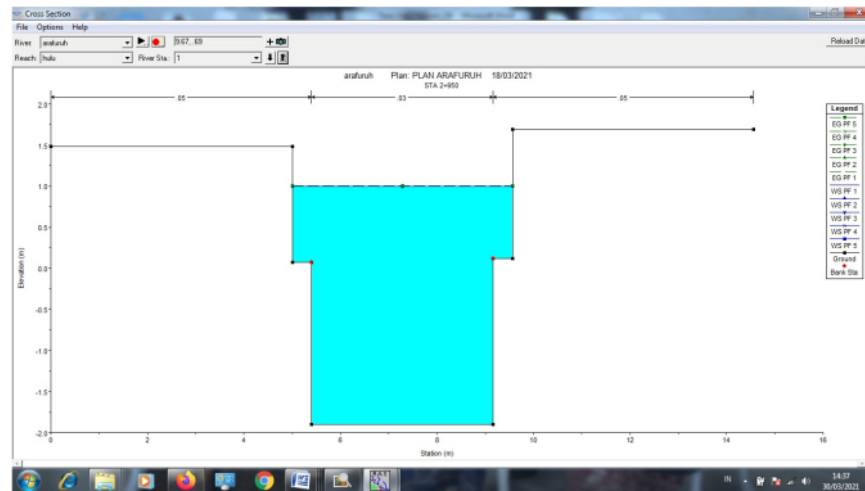 Cross Section
File Options Help
River: arafuruh
Reach: hulu River Sta.: 1
Reload Dat
arafuruh Plan: PLAN ARAFURUH 18/03/2021
STA 2+950
.05 .03 .05
Legend
EG PF 5
EG PF 4
EG PF 3
EG PF 2
EG PF 1
WS PF 1
WS PF 2
WS PF 3
WS PF 4
WS PF 5
Ground
Bank Sta
2.0
1.5
1.0
0.5
0.0
-0.5
-1.0
-1.5
-2.0
Elevation (m)
0 2 4 6 8 10 12 14 16
Station (m)
IN
14:37
30/03/2021